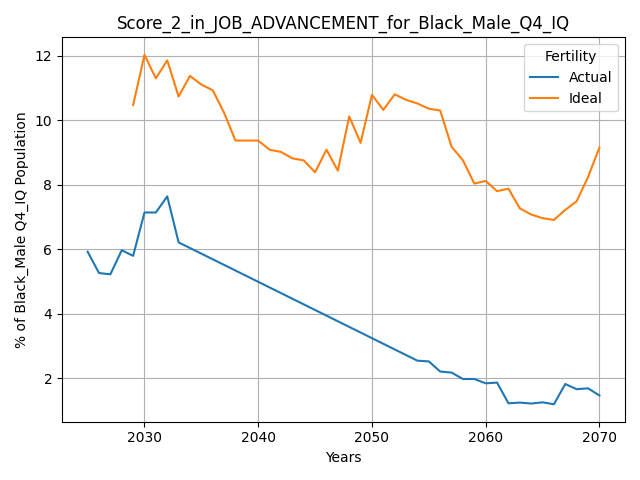 Score_2_in_JOB_ADVANCEMENT_for_Black_Male_Q4_IQ
Fertility
Actual
Ideal
% of Black_Male Q4_IQ Population
12
10
8
6
4
2
2030 2040 2050 2060 2070
Years